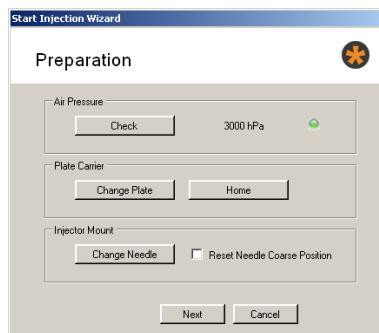 Start Injection Wizard
Preparation
Air Pressure
Check 3000 hPa
Plate Carrier
Change Plate Home
Injector Mount
Change Needle Reset Needle Coarse Position
Next Cancel